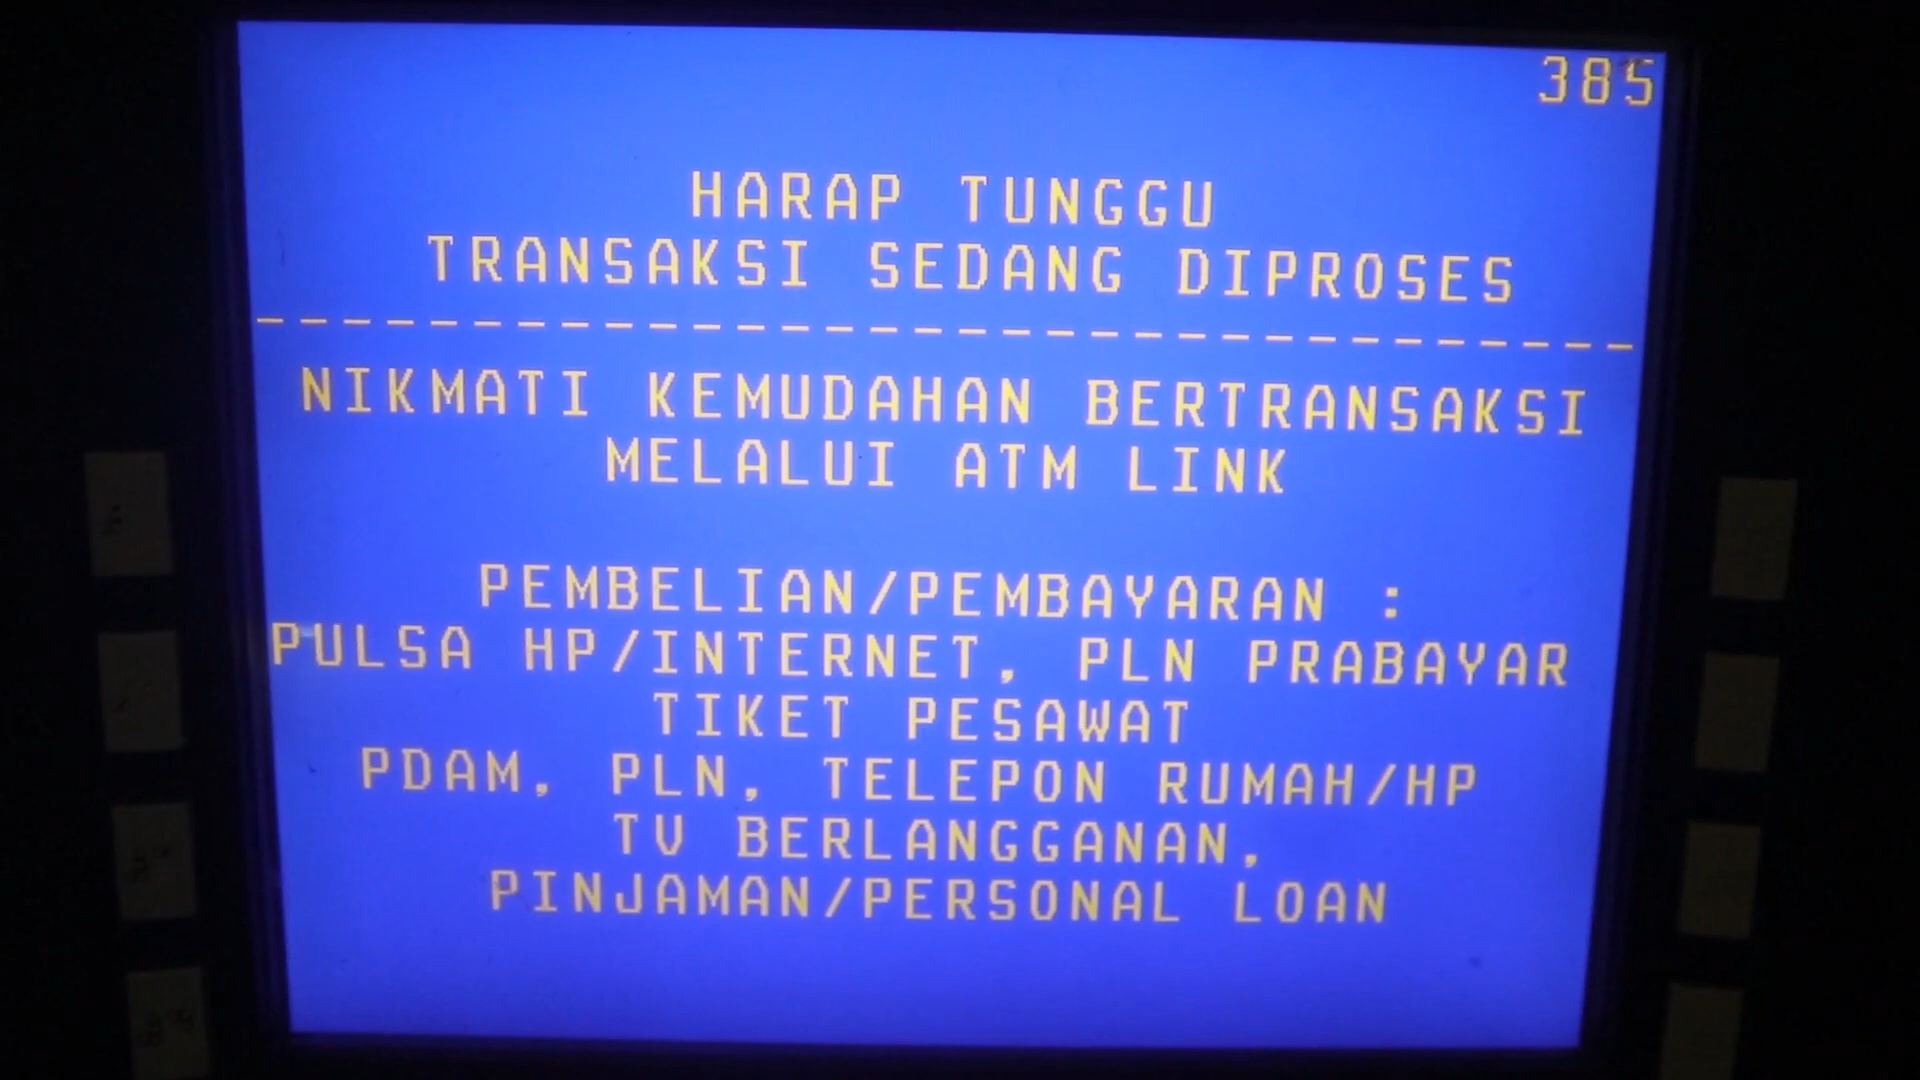 385
HARAP TUNGGU
TRANSAKSI SEDANG DIPROSES
---------------------------------------
NIKMATI KEMUDAHAN BERTRANSAKSI
MELALUI ATM LINK
PEMBELIAN/PEMBAYARAN :
PULSA HP/INTERNET, PLN PRABAYAR
TIKET PESAWAT
PDAM, PLN, TELEPON RUMAH/HP
TV BERLANGGANAN,
PINJAMAN/PERSONAL LOAN